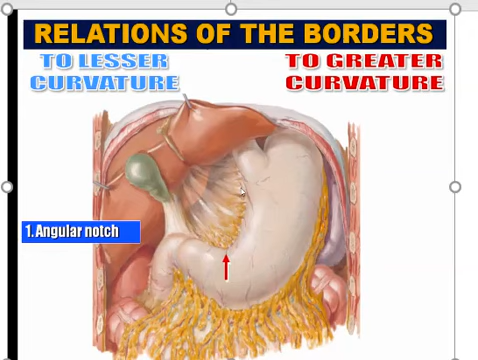 RELATIONS OF THE BORDERS
TO LESSER
CURVATURE
TO GREATER
CURVATURE
1. Angular notch